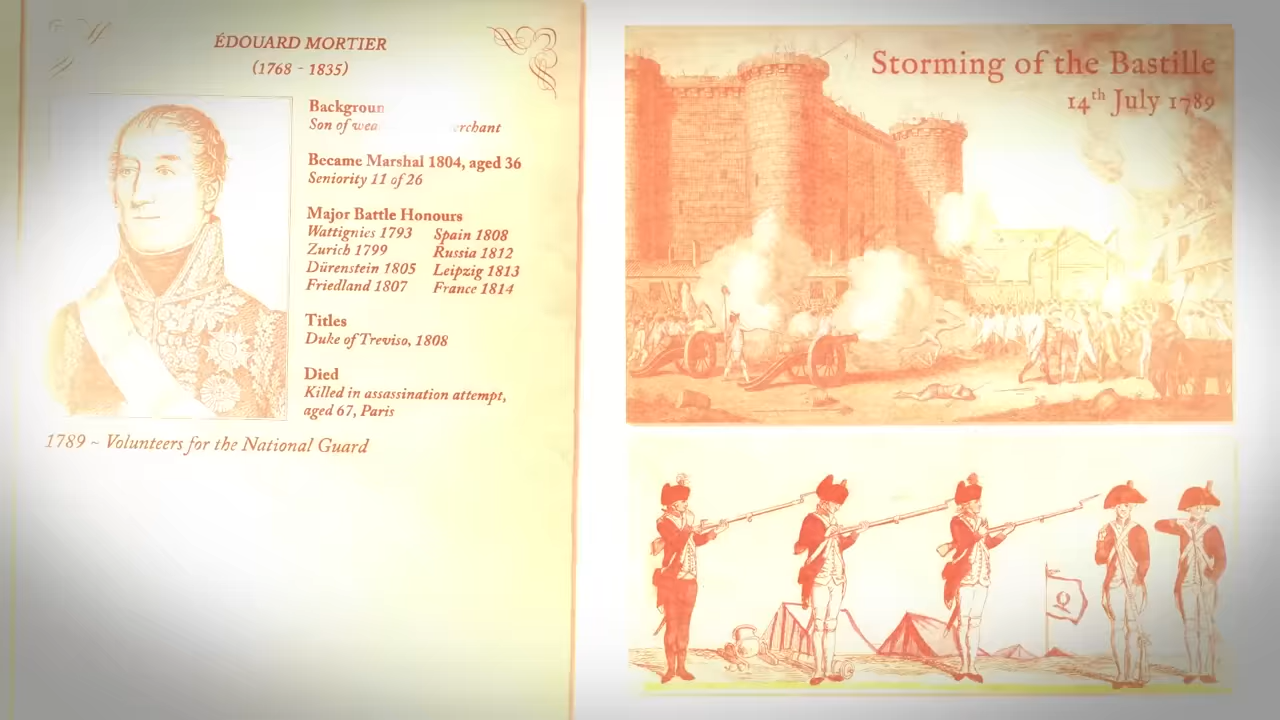 ÉDOUARD MORTIER
(1768 - 1835)
Son of
Became Marshal 1804, aged 36
Seniority 11 of 26
Major Battle Honours
Wattignies 1793 Spain 1808
Zurich 1799 Russia 1812
Dürenstein 1805 Leipzig 1813
Friedland 1807 France 1814
Titles
Duke of Treviso, 1808
Died
Killed in assassination attempt,
aged 67, Paris
1789 ~ Volunteers for the National Guard
Storming of the Bastille
14th July 1789